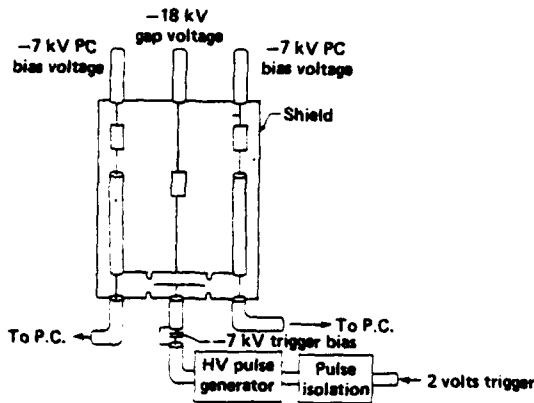 −18 kV
gap voltage
−7 kV PC
bias voltage
−7 kV PC
bias voltage
Shield
To P.C.
To P.C.
−7 kV trigger bias
HV pulse
generator
Pulse
isolation
2 volts trigger